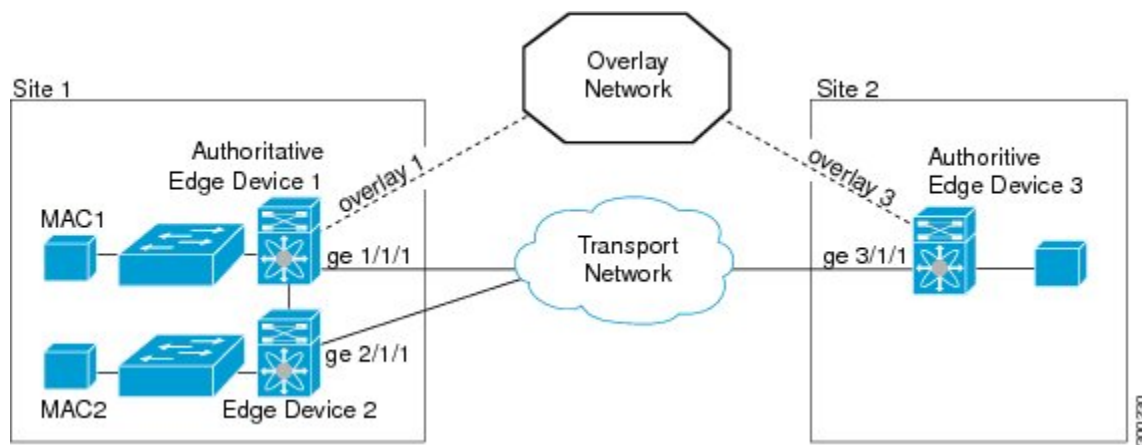 Overlay
Network
Site 1
Site 2
Authoritative
Edge Device 1
overlay 1
overlay 3
Authoritive
Edge Device 3
MAC1
ge 1/1/1
Transport
Network
ge 3/1/1
ge 2/1/1
MAC2
Edge Device 2